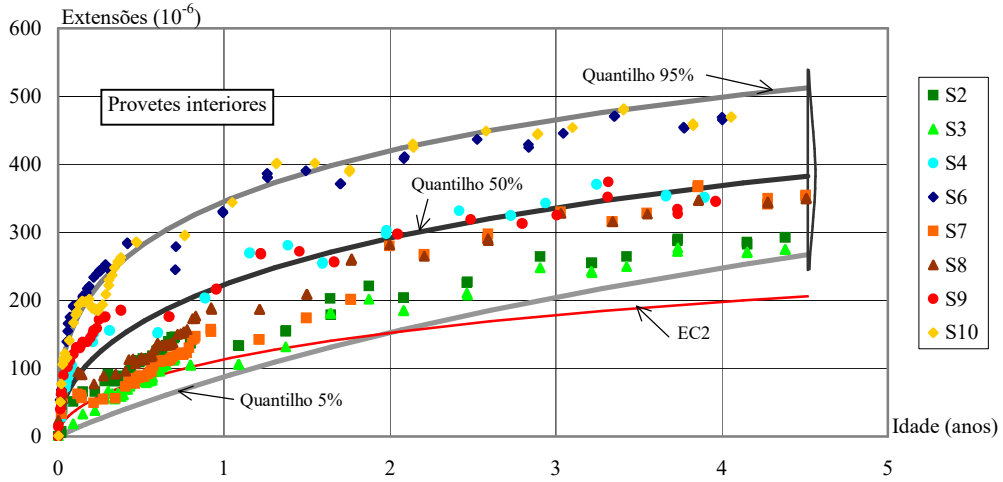 Extensões (10-6)
600
500
400
300
200
100
0
Provetes interiores
Quantilho 95%
Quantilho 50%
EC2
Quantilho 5%
Idade (anos)
0 1 2 3 4 5
S2
S3
S4
S6
S7
S8
S9
S10